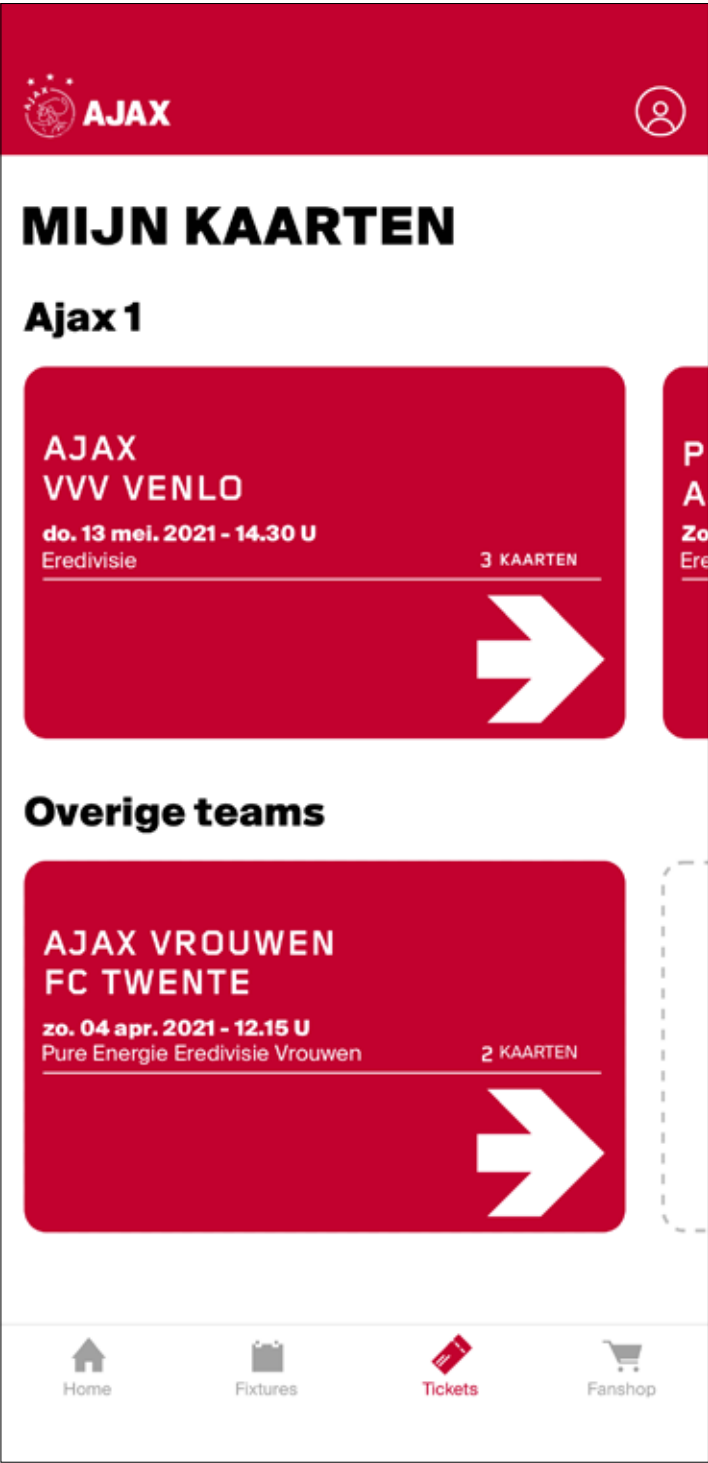 AJAX
MIJN KAARTEN
Ajax 1
AJAX
VVV VENLO
do. 13 mei. 2021 - 14.30 U
Eredivisie
3 KAARTEN
P
A
Zo
Ere
Overige teams
AJAX VROUWEN
FC TWENTE
zo. 04 apr. 2021 - 12.15 U
Pure Energie Eredivisie Vrouwen
2 KAARTEN
Home
Fixtures
Tickets
Fanshop